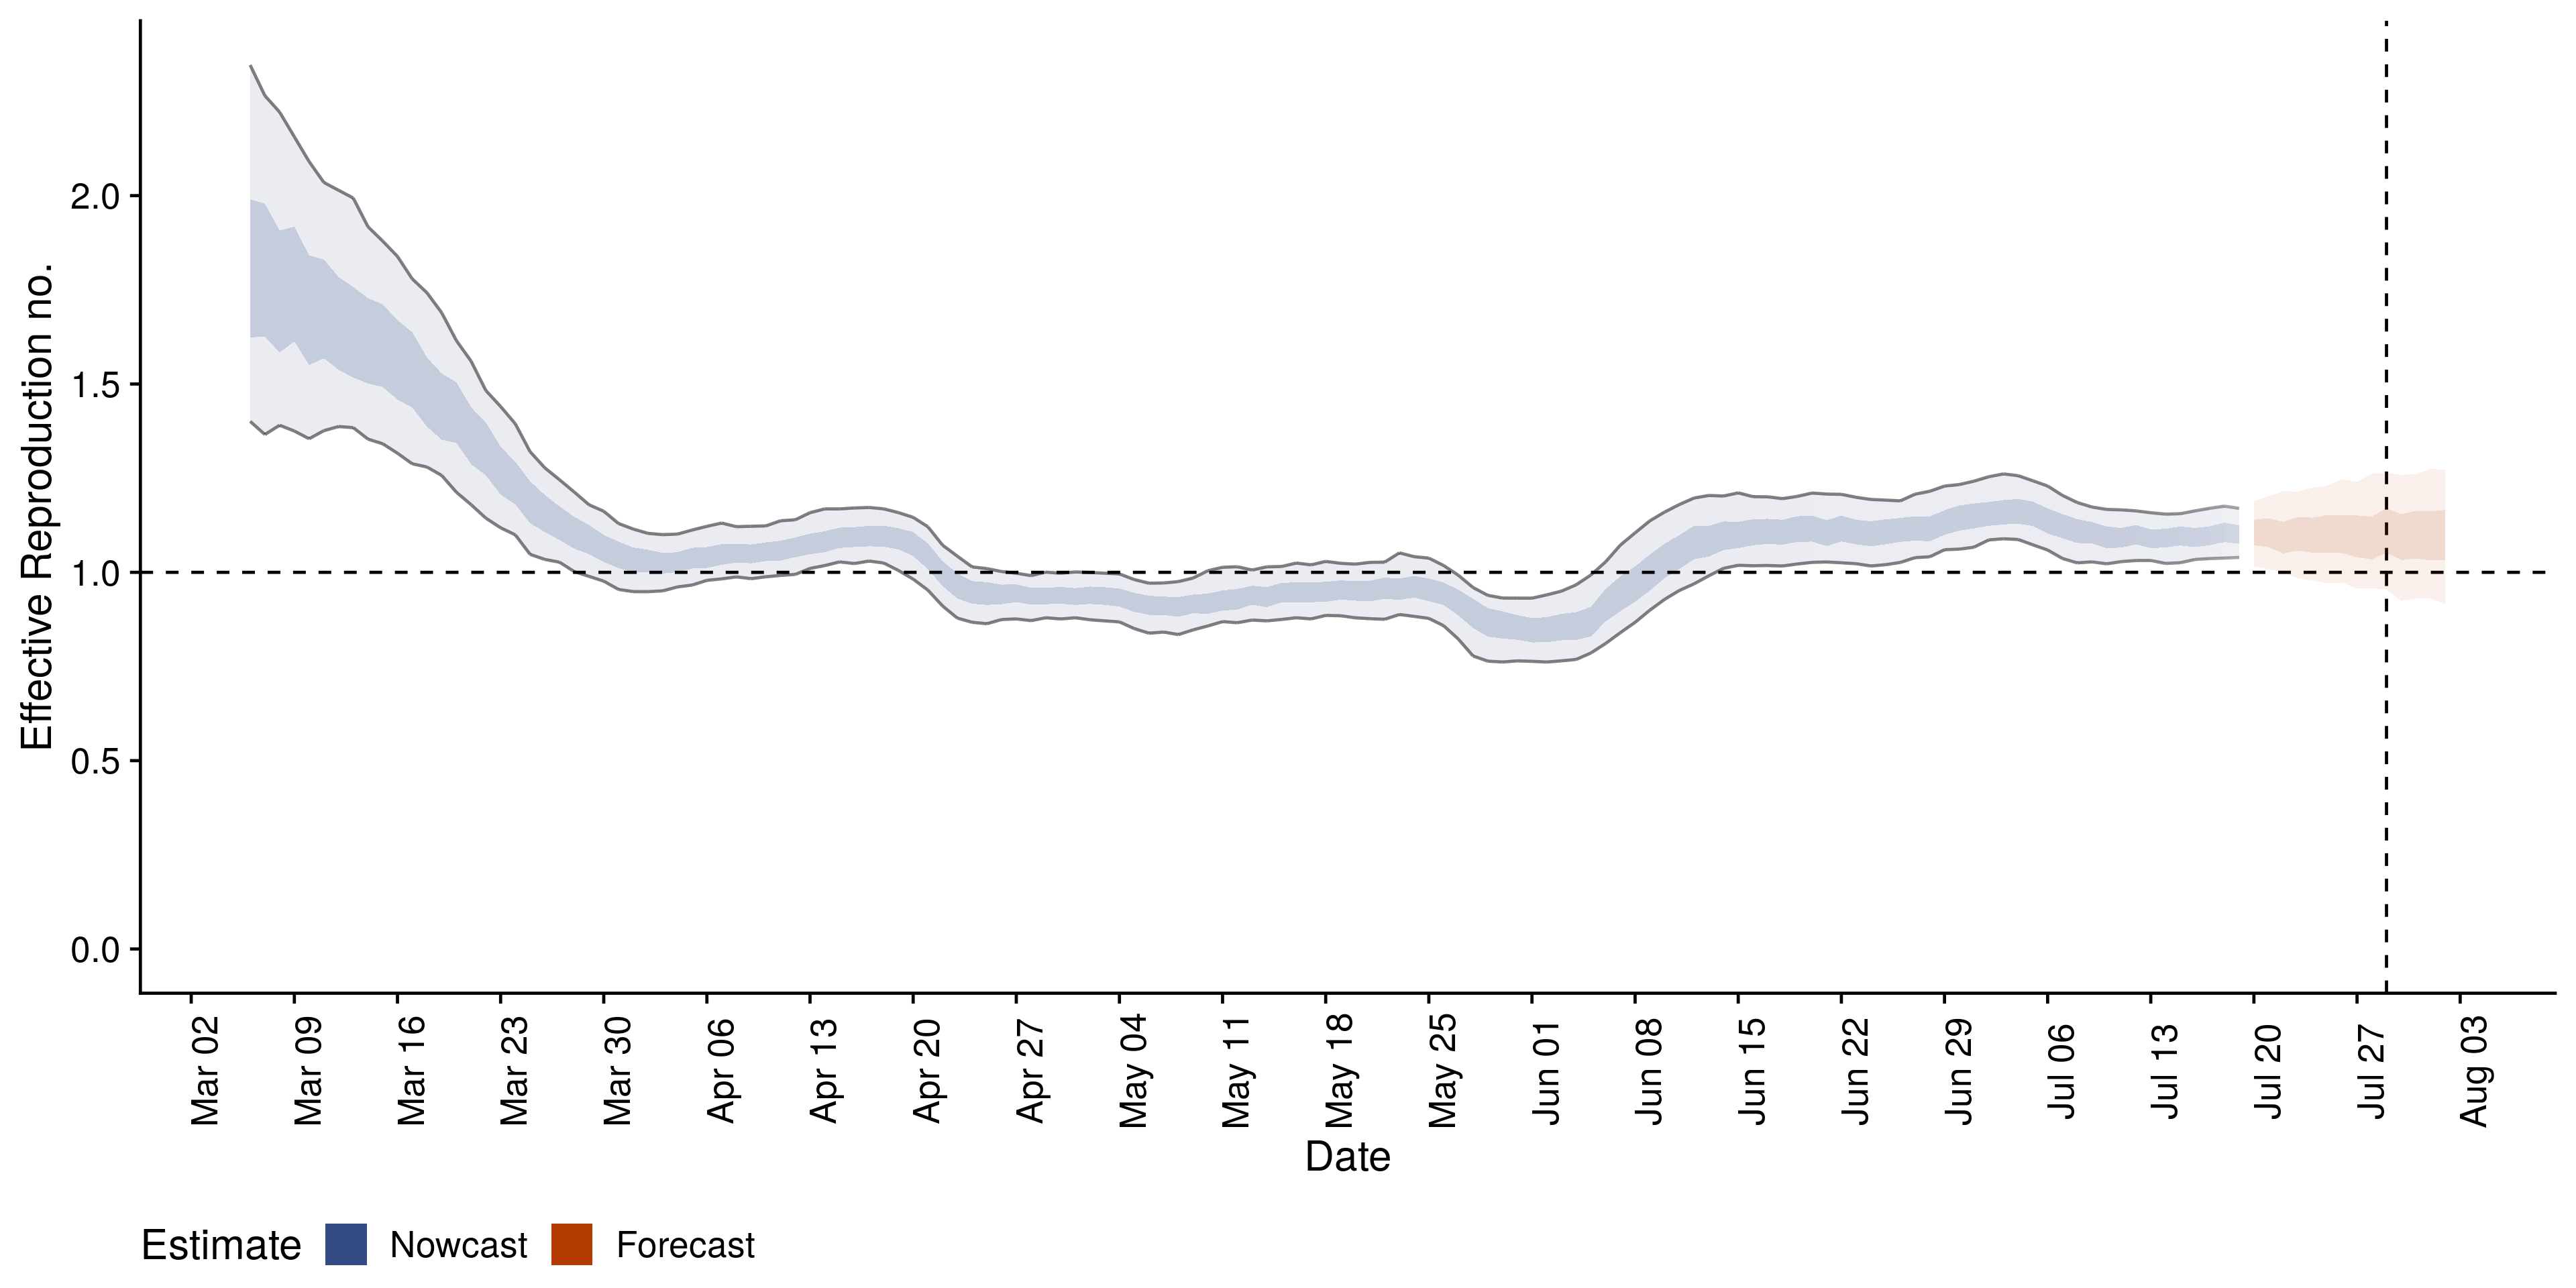 Effective Reproduction no.
2.0
1.5
1.0
0.5
0.0
Mar 02
Mar 09
Mar 16
Mar 23
Mar 30
Apr 06
Apr 13
Apr 20
Apr 27
May 04
May 11
May 18
May 25
Jun 01
Jun 08
Jun 15
Jun 22
Jun 29
Jul 06
Jul 13
Jul 20
Jul 27
Aug 03
Date
Estimate Nowcast Forecast